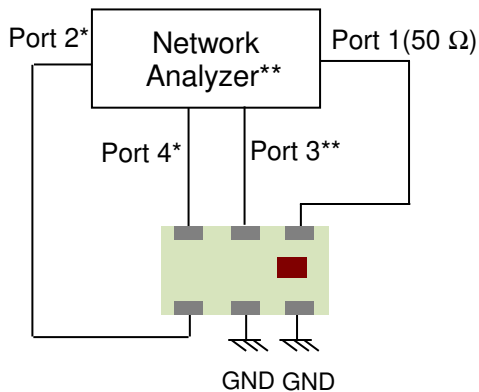 Port 2*
Network
Analyzer**
Port 1(50 Ω)
Port 4*
Port 3**
GND GND